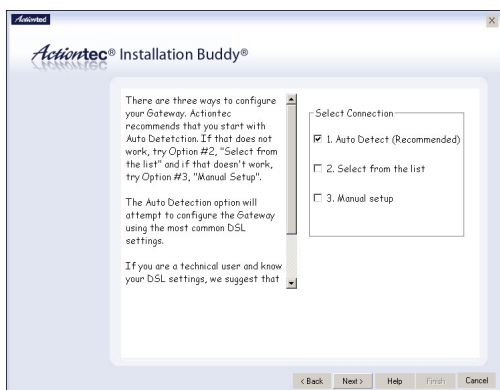 Actiontec
Actiontec® Installation Buddy®
There are three ways to configure
your Gateway. Actiontec
recommends that you start with
Auto Detetction. If that does not
work, try Option #2, "Select from
the list" and if that doesn't work,
try Option #3, "Manual Setup".
The Auto Detection option will
attempt to configure the Gateway
using the most common DSL
settings.
If you are a technical user and know
your DSL settings, we suggest that
Select Connection
1. Auto Detect (Recommended)
2. Select from the list
3. Manual setup
< Back Next > Help Finish Cancel